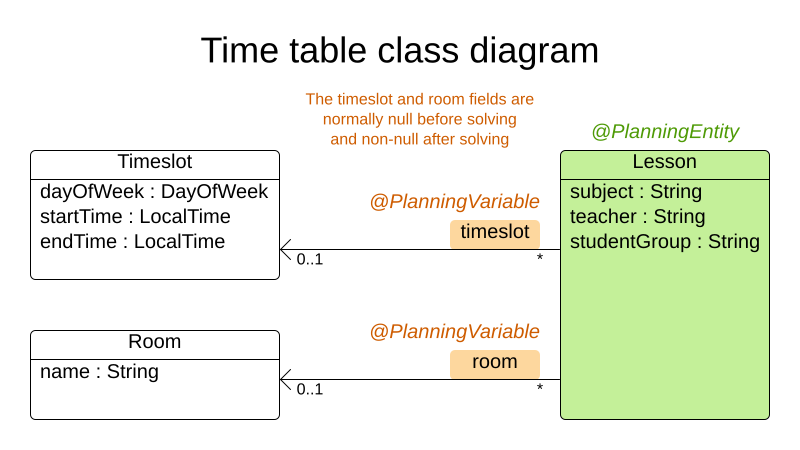 Time table class diagram
The timeslot and room fields are
normally null before solving
and non-null after solving
@PlanningEntity
Timeslot
dayOfWeek : DayOfWeek
startTime : LocalTime
endTime : LocalTime
@PlanningVariable
timeslot
0..1
*
Lesson
subject : String
teacher : String
studentGroup : String
Room
name : String
@PlanningVariable
room
0..1
*